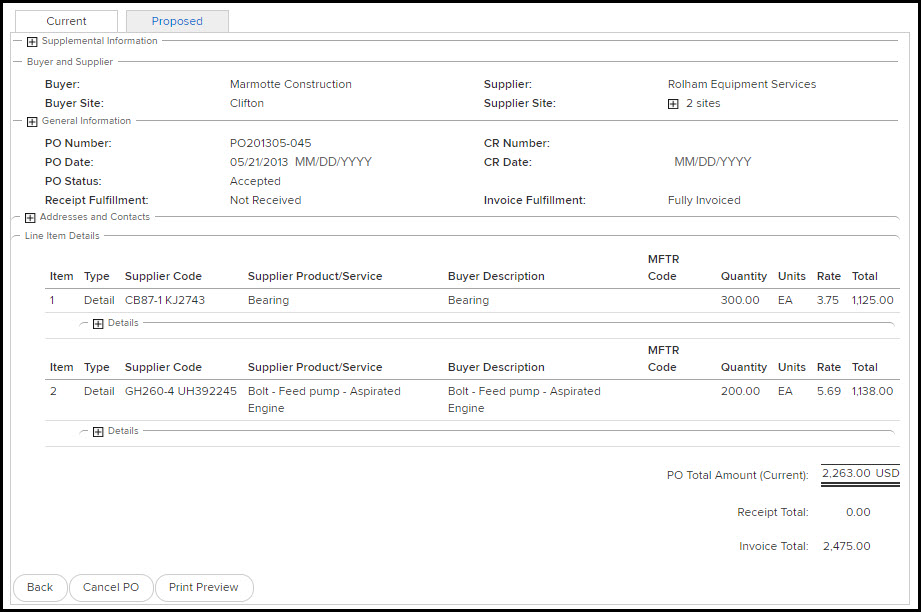 Current Proposed
Supplemental Information
Buyer and Supplier
Buyer: Marmotte Construction Supplier: Rolham Equipment Services
Buyer Site: Clifton Supplier Site: 2 sites
General Information
PO Number: PO201305-045 CR Number:
PO Date: 05/21/2013 MM/DD/YYYY CR Date: MM/DD/YYYY
PO Status: Accepted
Receipt Fulfillment: Not Received Invoice Fulfillment: Fully Invoiced
Addresses and Contacts
Line Item Details
MFTR
Item Type Supplier Code Supplier Product/Service Buyer Description Code Quantity Units Rate Total
1 Detail CB87-1 KJ2743 Bearing Bearing 300.00 EA 3.75 1,125.00
Details
MFTR
Item Type Supplier Code Supplier Product/Service Buyer Description Code Quantity Units Rate Total
2 Detail GH260-4 UH392245 Bolt - Feed pump - Aspirated Bolt - Feed pump - Aspirated 200.00 EA 5.69 1,138.00
Engine Engine
Details
PO Total Amount (Current): 2,263.00 USD
Receipt Total: 0.00
Invoice Total: 2,475.00
Back Cancel PO Print Preview